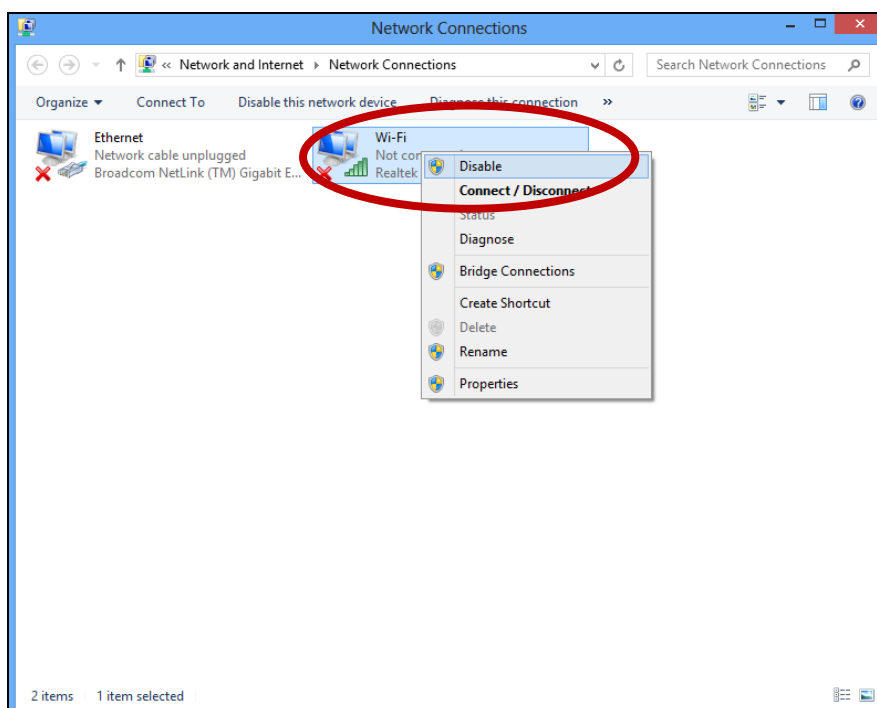 Network Connections
« Network and Internet Network Connections
Search Network Connections
Organize Connect To Disable this network device Diagnose this connection »
Ethernet
Network cable unplugged
Broadcom NetLink (TM) Gigabit E...
Wi-Fi
Not
Realtek
Disable
Connect / Disconnect
Status
Diagnose
Bridge Connections
Create Shortcut
Delete
Rename
Properties
2 items 1 item selected